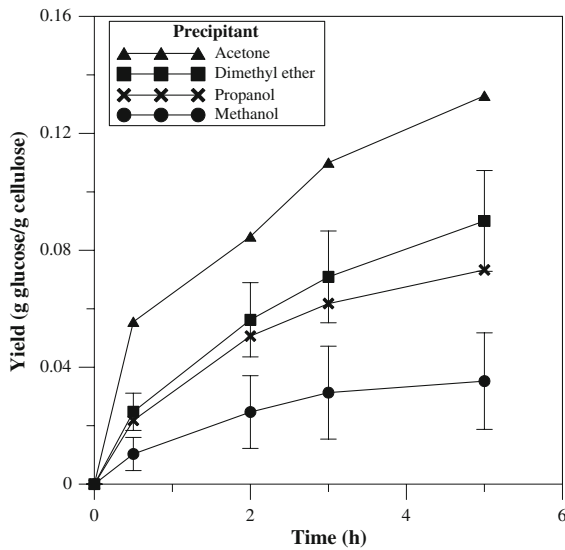 0.16
Precipitant
Acetone
Dimethyl ether
Propanol
Methanol
0.12
0.08
0.04
0
Yield (g glucose/g cellulose)
0
2
4
6
Time (h)